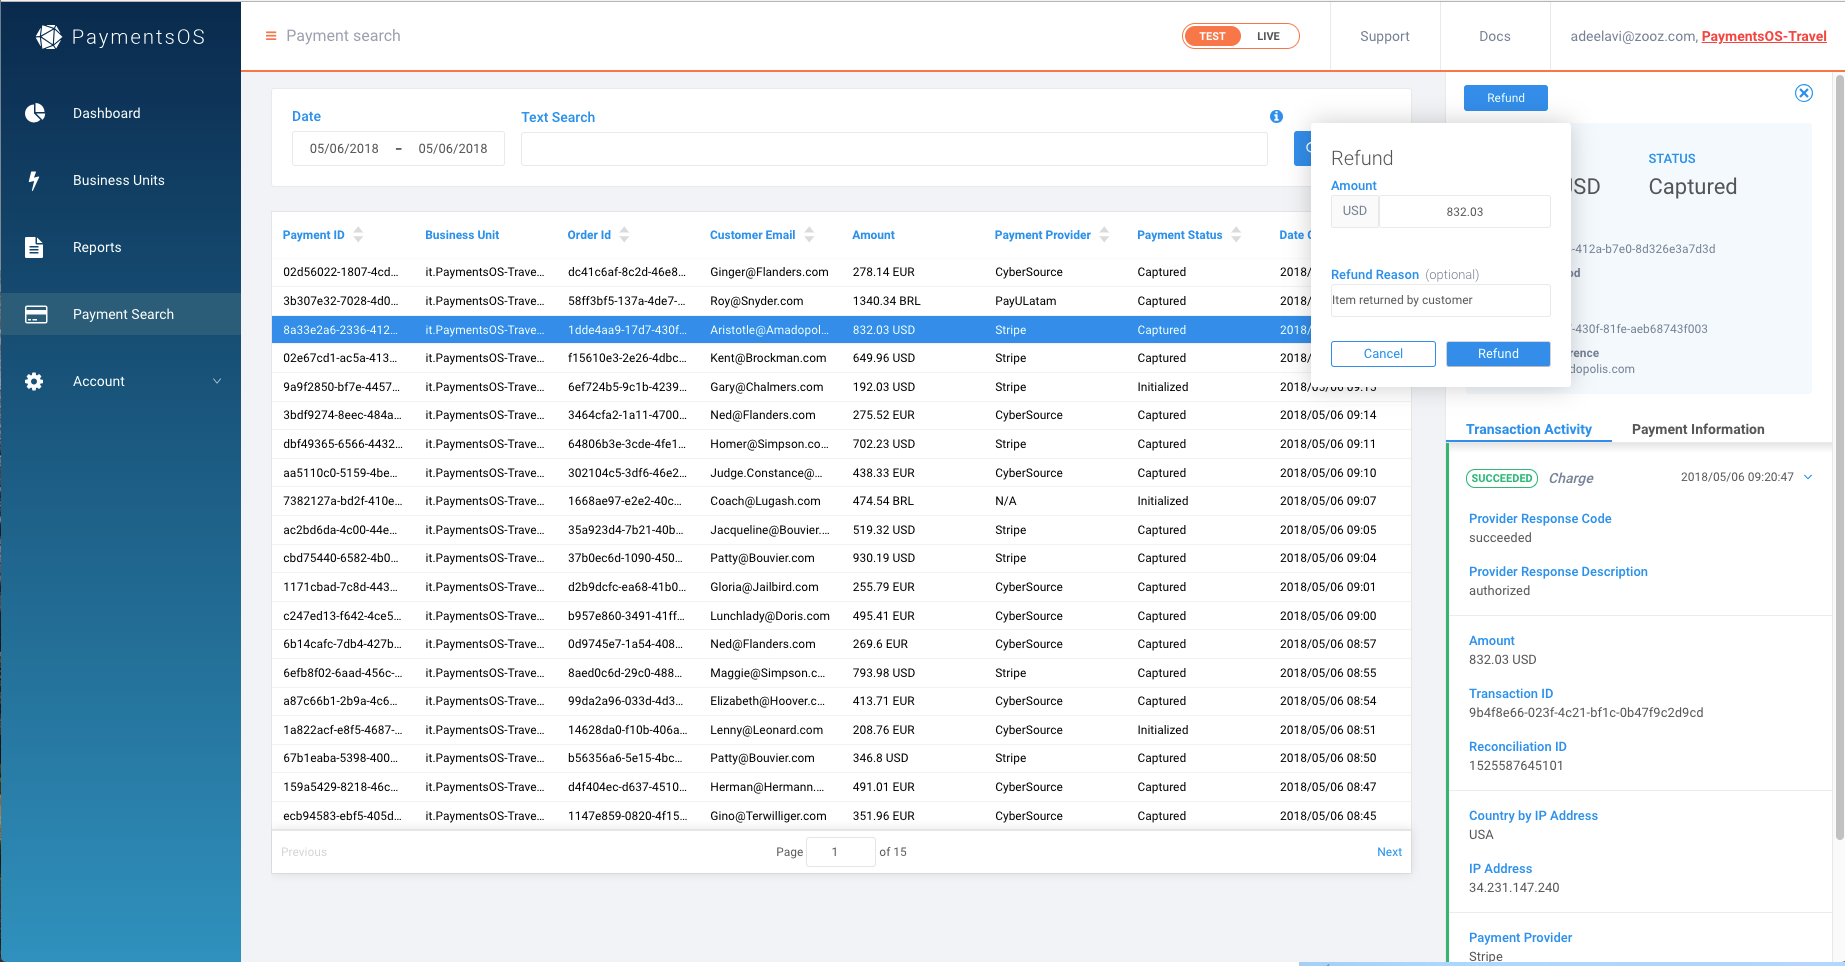 PaymentsOS
Dashboard
Business Units
Reports
Payment Search
Account
Payment search
TEST LIVE
Support
Docs
adeelavi@zooz.com, PaymentsOS-Travel
Date
05/06/2018 – 05/06/2018
Text Search
Payment ID Business Unit Order Id Customer Email Amount Payment Provider Payment Status Date
02d56022-1807-4cd... it.PaymentsOS-Trave... dc41c6af-8c2d-46e8... Ginger@Flanders.com 278.14 EUR CyberSource Captured 2018/
3b307e32-7028-4d0... it.PaymentsOS-Trave... 58ff3bf5-137a-4de7-... Roy@Snyder.com 1340.34 BRL PayULatam Captured 2018/
8a33e2a6-2336-412... it.PaymentsOS-Trave... 1dde4aa9-17d7-430f... Aristotle@Amadopol... 832.03 USD Stripe Captured 2018/
02e67cd1-ac5a-413... it.PaymentsOS-Trave... f15610e3-2e26-4dbc... Kent@Brockman.com 649.96 USD Stripe Captured 2018/
9a9f2850-bf7e-4457... it.PaymentsOS-Trave... 6ef724b5-9c1b-4239... Gary@Chalmers.com 192.03 USD Stripe Initialized 2018/05/06 09:15
3bdf9274-8eec-484a... it.PaymentsOS-Trave... 3464cfa2-1a11-4700... Ned@Flanders.com 275.52 EUR CyberSource Captured 2018/05/06 09:14
dbf49365-6566-4432... it.PaymentsOS-Trave... 64806b3e-3cde-4fe1... Homer@Simpson.co... 702.23 USD Stripe Captured 2018/05/06 09:11
aa5110c0-5159-4be... it.PaymentsOS-Trave... 302104c5-3df6-46e2... Judge.Constance@... 438.33 EUR CyberSource Captured 2018/05/06 09:10
7382127a-bd2f-410e... it.PaymentsOS-Trave... 1668ae97-e2e2-40c... Coach@Lugash.com 474.54 BRL N/A Initialized 2018/05/06 09:07
ac2bd6da-4c00-44e... it.PaymentsOS-Trave... 35a923d4-7b21-40b... Jacqueline@Bouvier.... 519.32 USD Stripe Captured 2018/05/06 09:05
cbd75440-6582-4b0... it.PaymentsOS-Trave... 37b0ec6d-1090-450... Patty@Bouvier.com 930.19 USD Stripe Captured 2018/05/06 09:04
1171cbad-7c8d-443... it.PaymentsOS-Trave... d2b9dcfc-ea68-41b0... Gloria@Jailbird.com 255.79 EUR CyberSource Captured 2018/05/06 09:01
c247ed13-f642-4ce5... it.PaymentsOS-Trave... b957e860-3491-41ff... Lunchlady@Doris.com 495.41 EUR CyberSource Captured 2018/05/06 09:00
6b14cafc-7db4-427b... it.PaymentsOS-Trave... 0d9745e7-1a54-408... Ned@Flanders.com 269.6 EUR CyberSource Captured 2018/05/06 08:57
6efb8f02-6aad-456c-... it.PaymentsOS-Trave... 8aed0c6d-29c0-488... Maggie@Simpson.c... 793.98 USD Stripe Captured 2018/05/06 08:55
a87c66b1-2b9a-4c6... it.PaymentsOS-Trave... 99da2a96-033d-4d3... Elizabeth@Hoover.c... 413.71 EUR CyberSource Captured 2018/05/06 08:54
1a822acf-e8f5-4687-... it.PaymentsOS-Trave... 14628da0-f10b-406a... Lenny@Leonard.com 208.76 EUR CyberSource Initialized 2018/05/06 08:51
67b1eaba-5398-400... it.PaymentsOS-Trave... b56356a6-5e15-4bc... Patty@Bouvier.com 346.8 USD Stripe Captured 2018/05/06 08:50
159a5429-8218-46c... it.PaymentsOS-Trave... d4f404ec-d637-4510... Herman@Hermann.... 491.01 EUR CyberSource Captured 2018/05/06 08:47
ecb94583-ebf5-405d... it.PaymentsOS-Trave... 1147e859-0820-4f15... Gino@Terwilliger.com 351.96 EUR CyberSource Captured 2018/05/06 08:45
Previous Page 1 of 15 Next
Refund
Refund
Amount
USD 832.03
Refund Reason (optional)
Item returned by customer
Cancel Refund
STATUS
Captured
-412a-b7e0-8d326e3a7d3d
-430f-81fe-aeb68743f003
dopolis.com
Transaction Activity Payment Information
SUCCEEDED Charge 2018/05/06 09:20:47
Provider Response Code
succeeded
Provider Response Description
authorized
Amount
832.03 USD
Transaction ID
9b4f8e66-023f-4c21-bf1c-0b47f9c2d9cd
Reconciliation ID
1525587645101
Country by IP Address
USA
IP Address
34.231.147.240
Payment Provider
Stripe